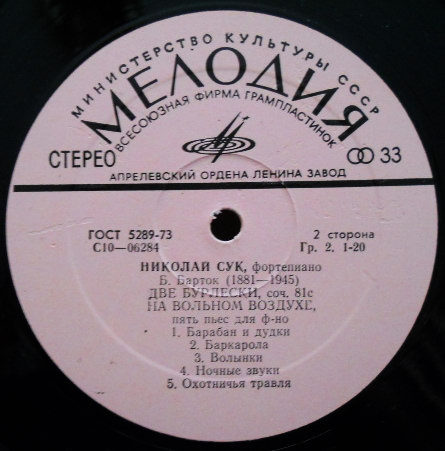 МИНИСТЕРСТВО КУЛЬТУРЫ СССР
МЕЛОДИЯ
ВСЕСОЮЗНАЯ ФИРМА ГРАМПЛАСТИНОК
СТЕРЕО
33
АПРЕЛЕВСКИЙ ОРДЕНА ЛЕНИНА ЗАВОД
ГОСТ 5289-73
2 сторона
С10—06284
Гр. 2. 1-20
НИКОЛАЙ СУК, фортепиано
Б. Барток (1881—1945)
ДВЕ БУРЛЕСКИ, соч. 81с
НА ВОЛЬНОМ ВОЗДУХЕ,
пять пьес для ф-но
1. Барабан и дудки
2. Баркарола
3. Волынки
4. Ночные звуки
5. Охотничья травля